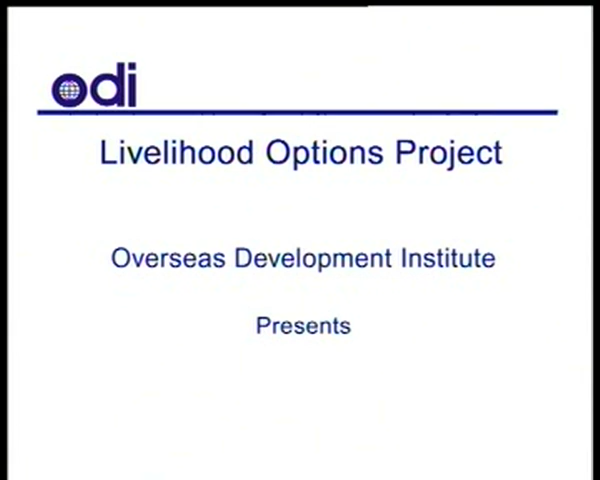 odi
Livelihood Options Project
Overseas Development Institute
Presents